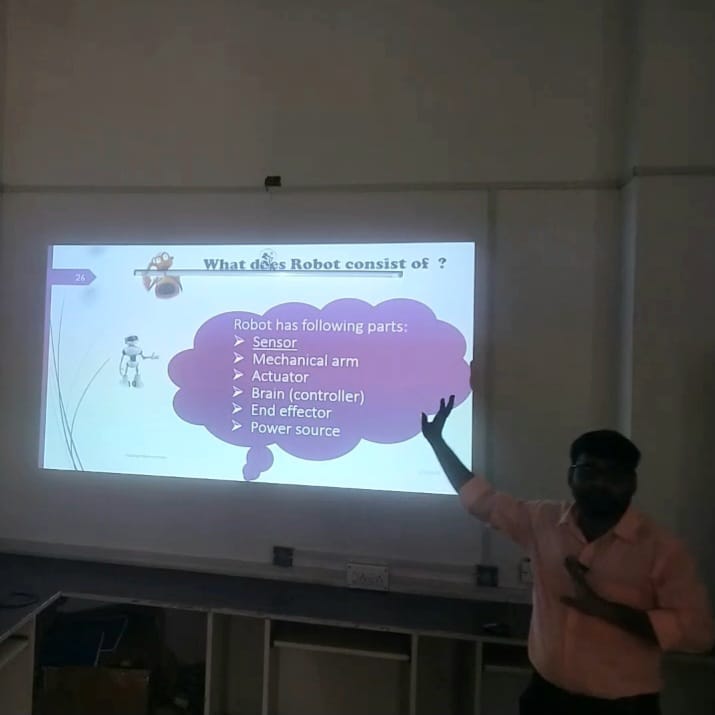 What does Robot consist of ?
26
Robot has following parts:
➤ Sensor
➤ Mechanical arm
➤ Actuator
➤ Brain (controller)
➤ End effector
➤ Power source